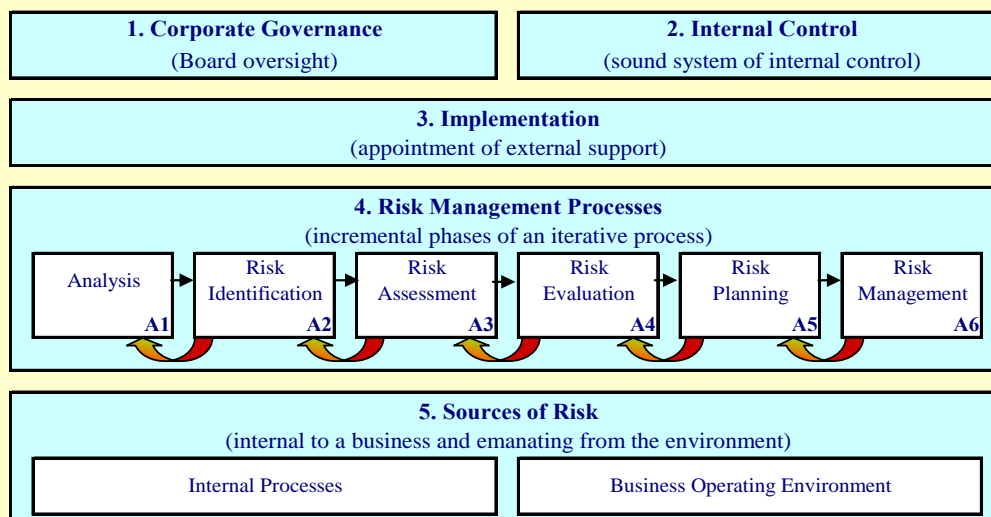 1. Corporate Governance
(Board oversight)
2. Internal Control
(sound system of internal control)
3. Implementation
(appointment of external support)
4. Risk Management Processes
(incremental phases of an iterative process)
Analysis
A1
Risk
Identification
A2
Risk
Assessment
A3
Risk
Evaluation
A4
Risk
Planning
A5
Risk
Management
A6
5. Sources of Risk
(internal to a business and emanating from the environment)
Internal Processes
Business Operating Environment